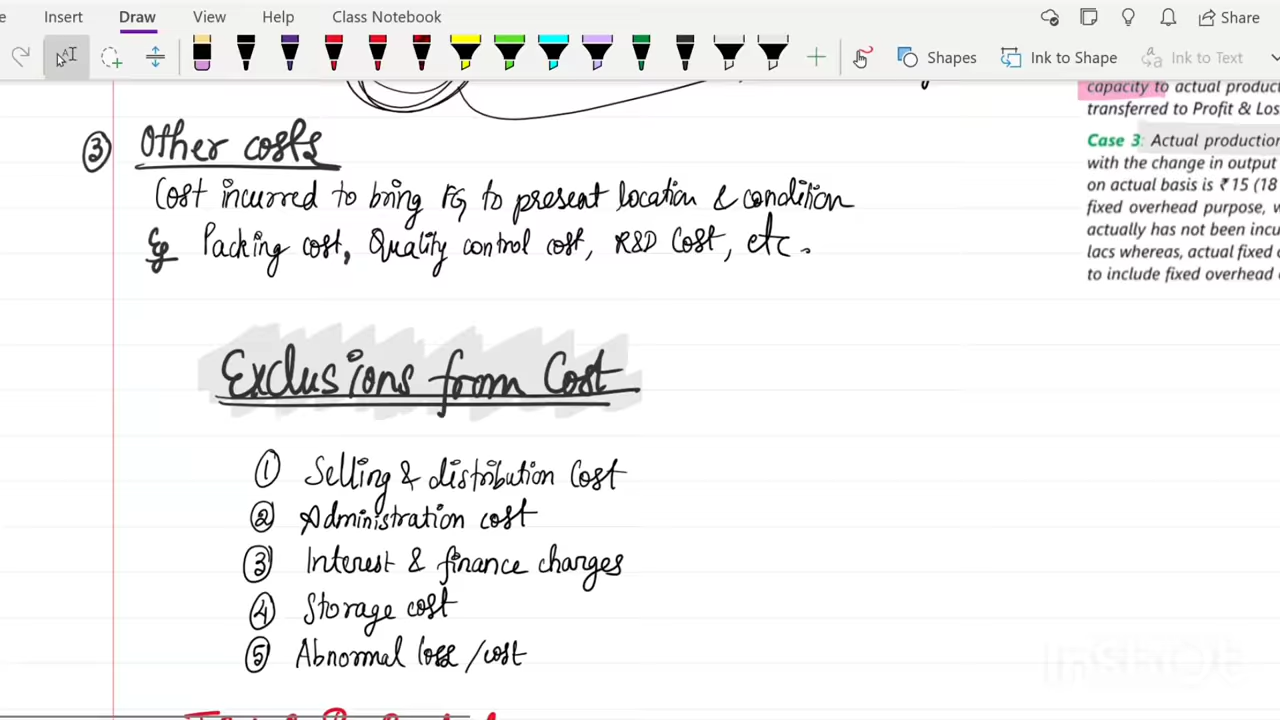 Insert Draw View Help Class Notebook Share
Shapes Ink to Shape Ink to Text
capacity to actual product
transferred to Profit & Los
③ Other costs
Case 3: Actual production
with the change in output
Cost incurred to bring FG to present location & condition
on actual basis is ₹ 15 (18
fixed overhead purpose, w
Eg Packing cost, Quality control cost, R&D Cost, etc.
actually has not been incu
lacs whereas, actual fixed
to include fixed overhead
Exclusions from Cost
① Selling & distribution Cost
② Administration cost
③ Interest & finance charges
④ Storage cost
⑤ Abnormal loss/cost